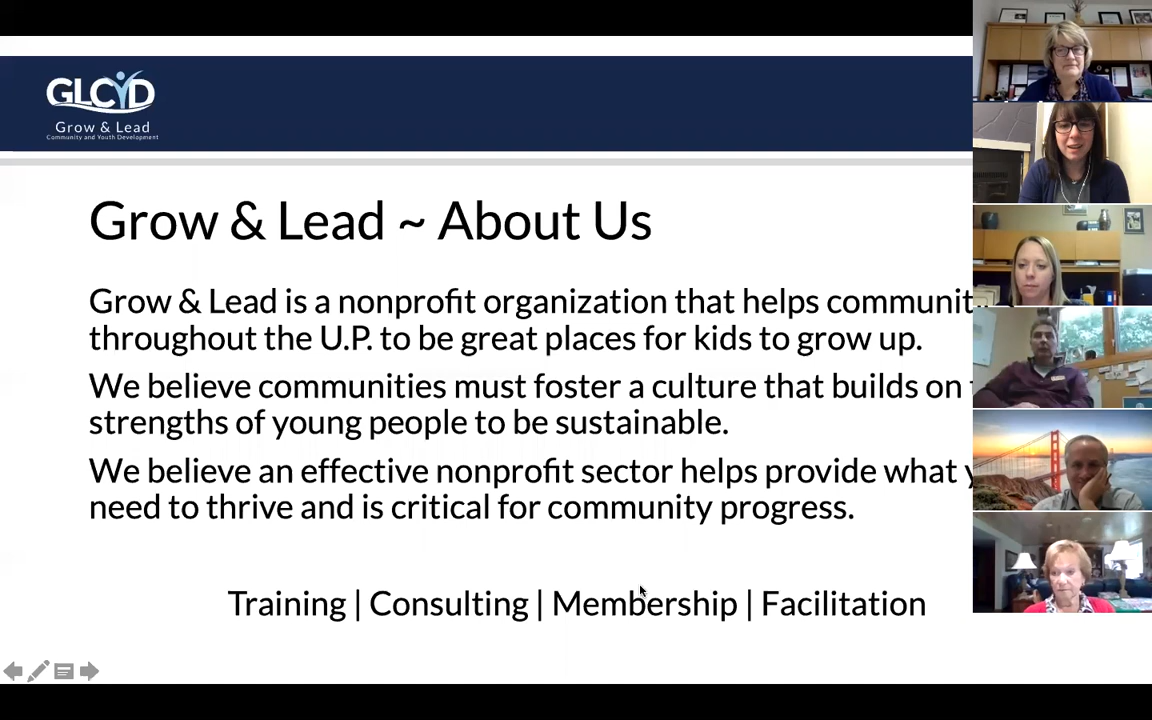 GLCYD
Grow & Lead
Community and Youth Development
Grow & Lead ~ About Us
Grow & Lead is a nonprofit organization that helps communit
throughout the U.P. to be great places for kids to grow up.
We believe communities must foster a culture that builds on
strengths of young people to be sustainable.
We believe an effective nonprofit sector helps provide what
need to thrive and is critical for community progress.
Training | Consulting | Membership | Facilitation